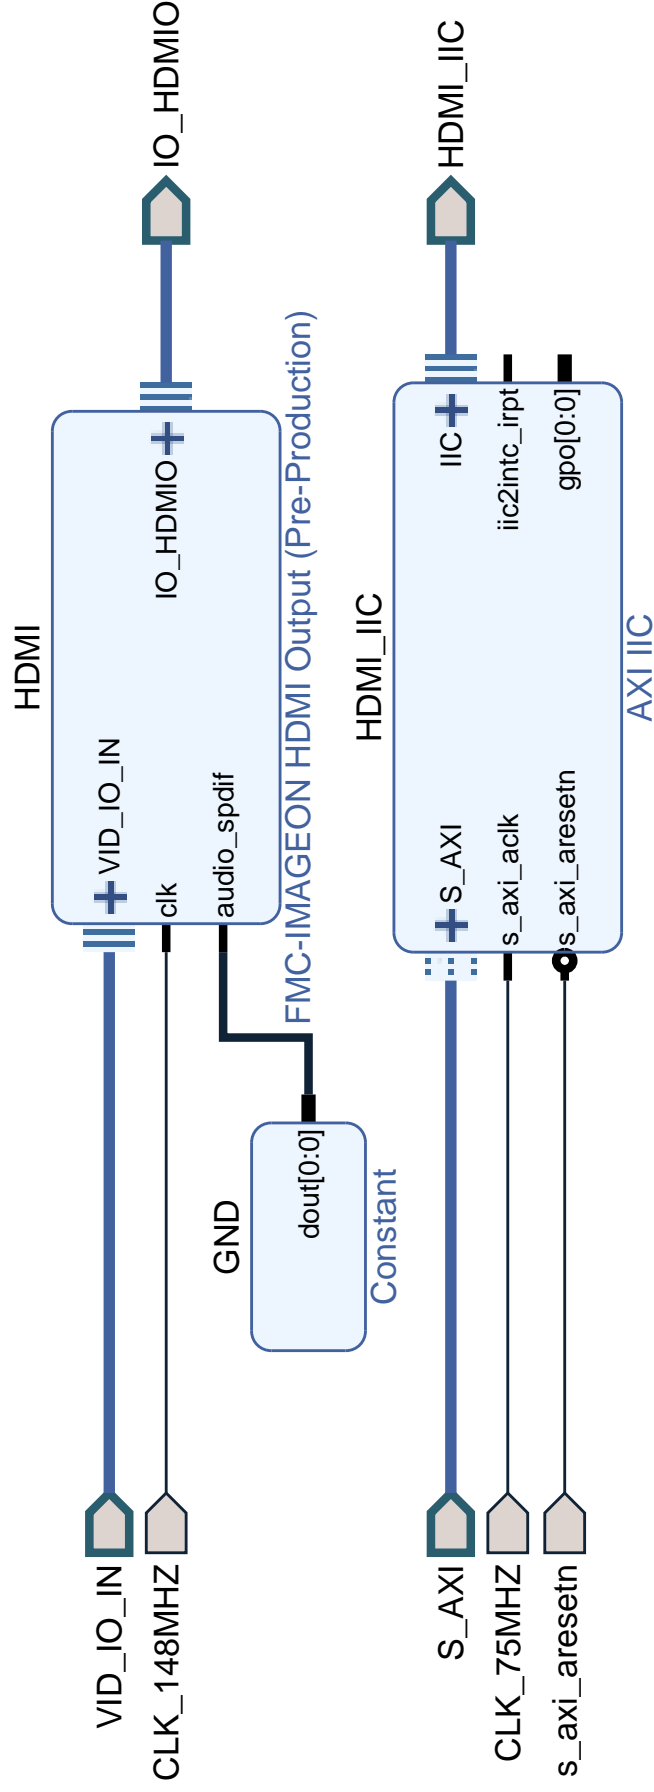 HDMI
VID_IO_IN
clk
audio_spdif
IO_HDMIO
FMC-IMAGEON HDMI Output (Pre-Production)
VID_IO_IN
CLK_148MHZ
IO_HDMIO
GND
dout[0:0]
Constant
HDMI_IIC
S_AXI
s_axi_aclk
s_axi_aresetn
IIC
iic2intc_irpt
gpo[0:0]
AXI IIC
S_AXI
CLK_75MHZ
s_axi_aresetn
HDMI_IIC